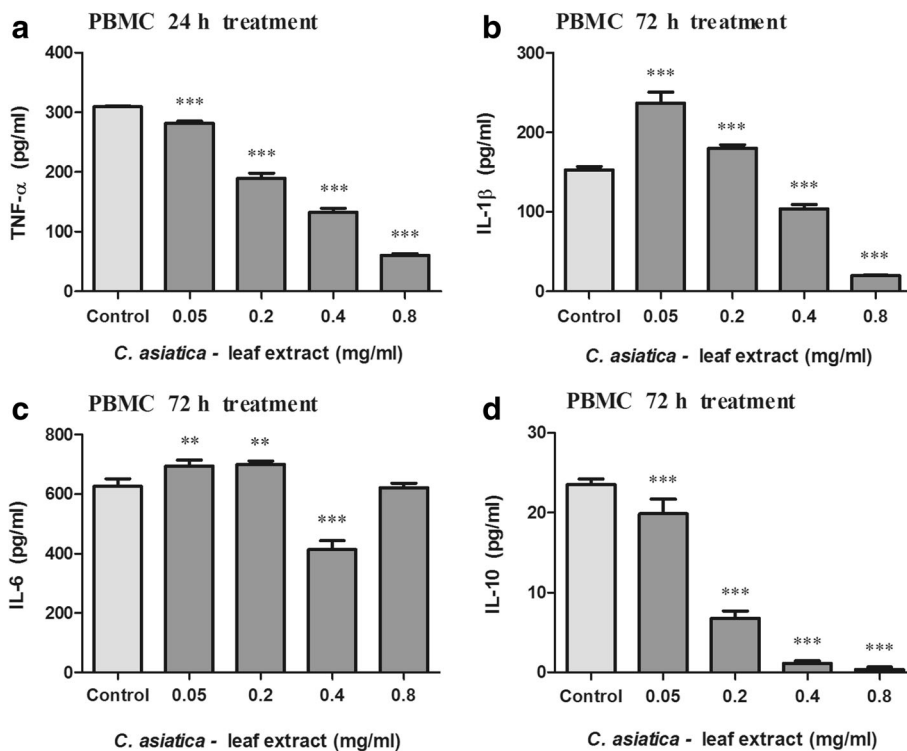 a
PBMC 24 h treatment
TNF-α (pg/ml)
400
300
200
100
0
***
***
***
***
Control 0.05 0.2 0.4 0.8
C. asiatica - leaf extract (mg/ml)
b
PBMC 72 h treatment
IL-1β (pg/ml)
300
200
100
0
***
***
***
***
Control 0.05 0.2 0.4 0.8
C. asiatica - leaf extract (mg/ml)
c
PBMC 72 h treatment
IL-6 (pg/ml)
800
600
400
200
0
**
**
***
Control 0.05 0.2 0.4 0.8
C. asiatica - leaf extract (mg/ml)
d
PBMC 72 h treatment
IL-10 (pg/ml)
30
20
10
0
***
***
***
***
Control 0.05 0.2 0.4 0.8
C. asiatica - leaf extract (mg/ml)